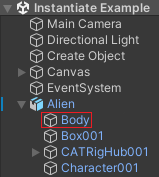 Instantiate Example
Main Camera
Directional Light
Create Object
Canvas
EventSystem
Alien
Body
Box001
CATRigHub001
Character001